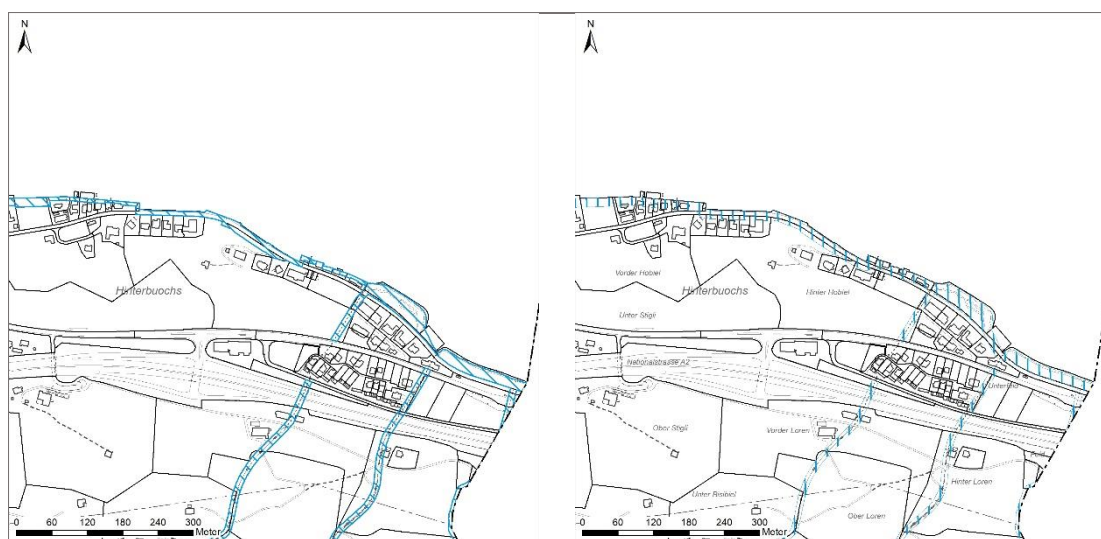 N
Hinterbuochs
0 60 120 180 240 300
Meter
N
Vorder Hobiel
Hinterbuochs
Hinter Hobiel
Unter Stigli
Nationalstrasse A2
Ober Stigli
Vorder Loren
Hinter Loren
Unter Risibiel
Ober Loren
0 60 120 180 240 300
Meter